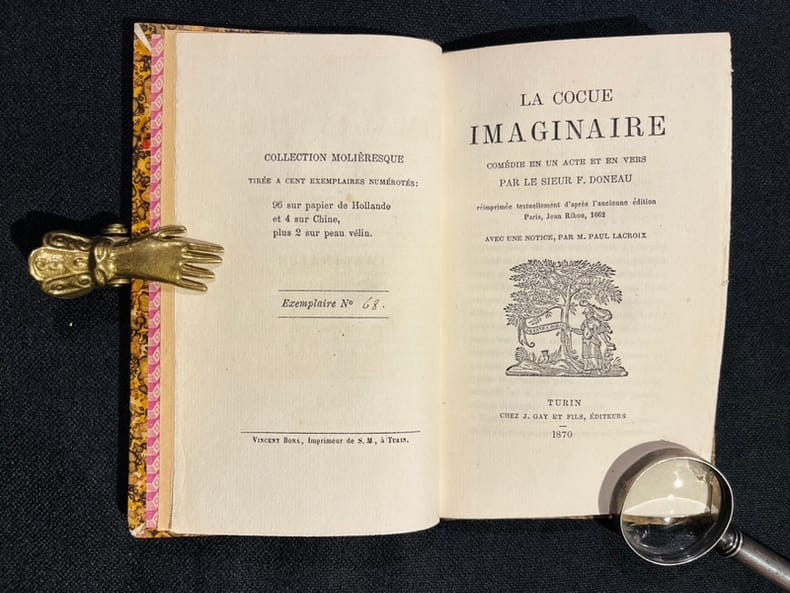 COLLECTION MOLIÈRESQUE
TIRÉE A CENT EXEMPLAIRES NUMÉROTÉS:
96 sur papier de Hollande
et 4 sur Chine,
plus 2 sur peau vélin.
Exemplaire Nº 68.
VINCENT BONA, Imprimeur de S. M., à TURIN.
LA COCUE
IMAGINAIRE
COMÉDIE EN UN ACTE ET EN VERS
PAR LE SIEUR F. DONEAU
réimprimée textuellement d'après l'ancienne édition
Paris, Jean Ribou, 1662
AVEC UNE NOTICE, PAR M. PAUL LACROIX
TURIN
CHEZ J. GAY ET FILS, ÉDITEURS
1870